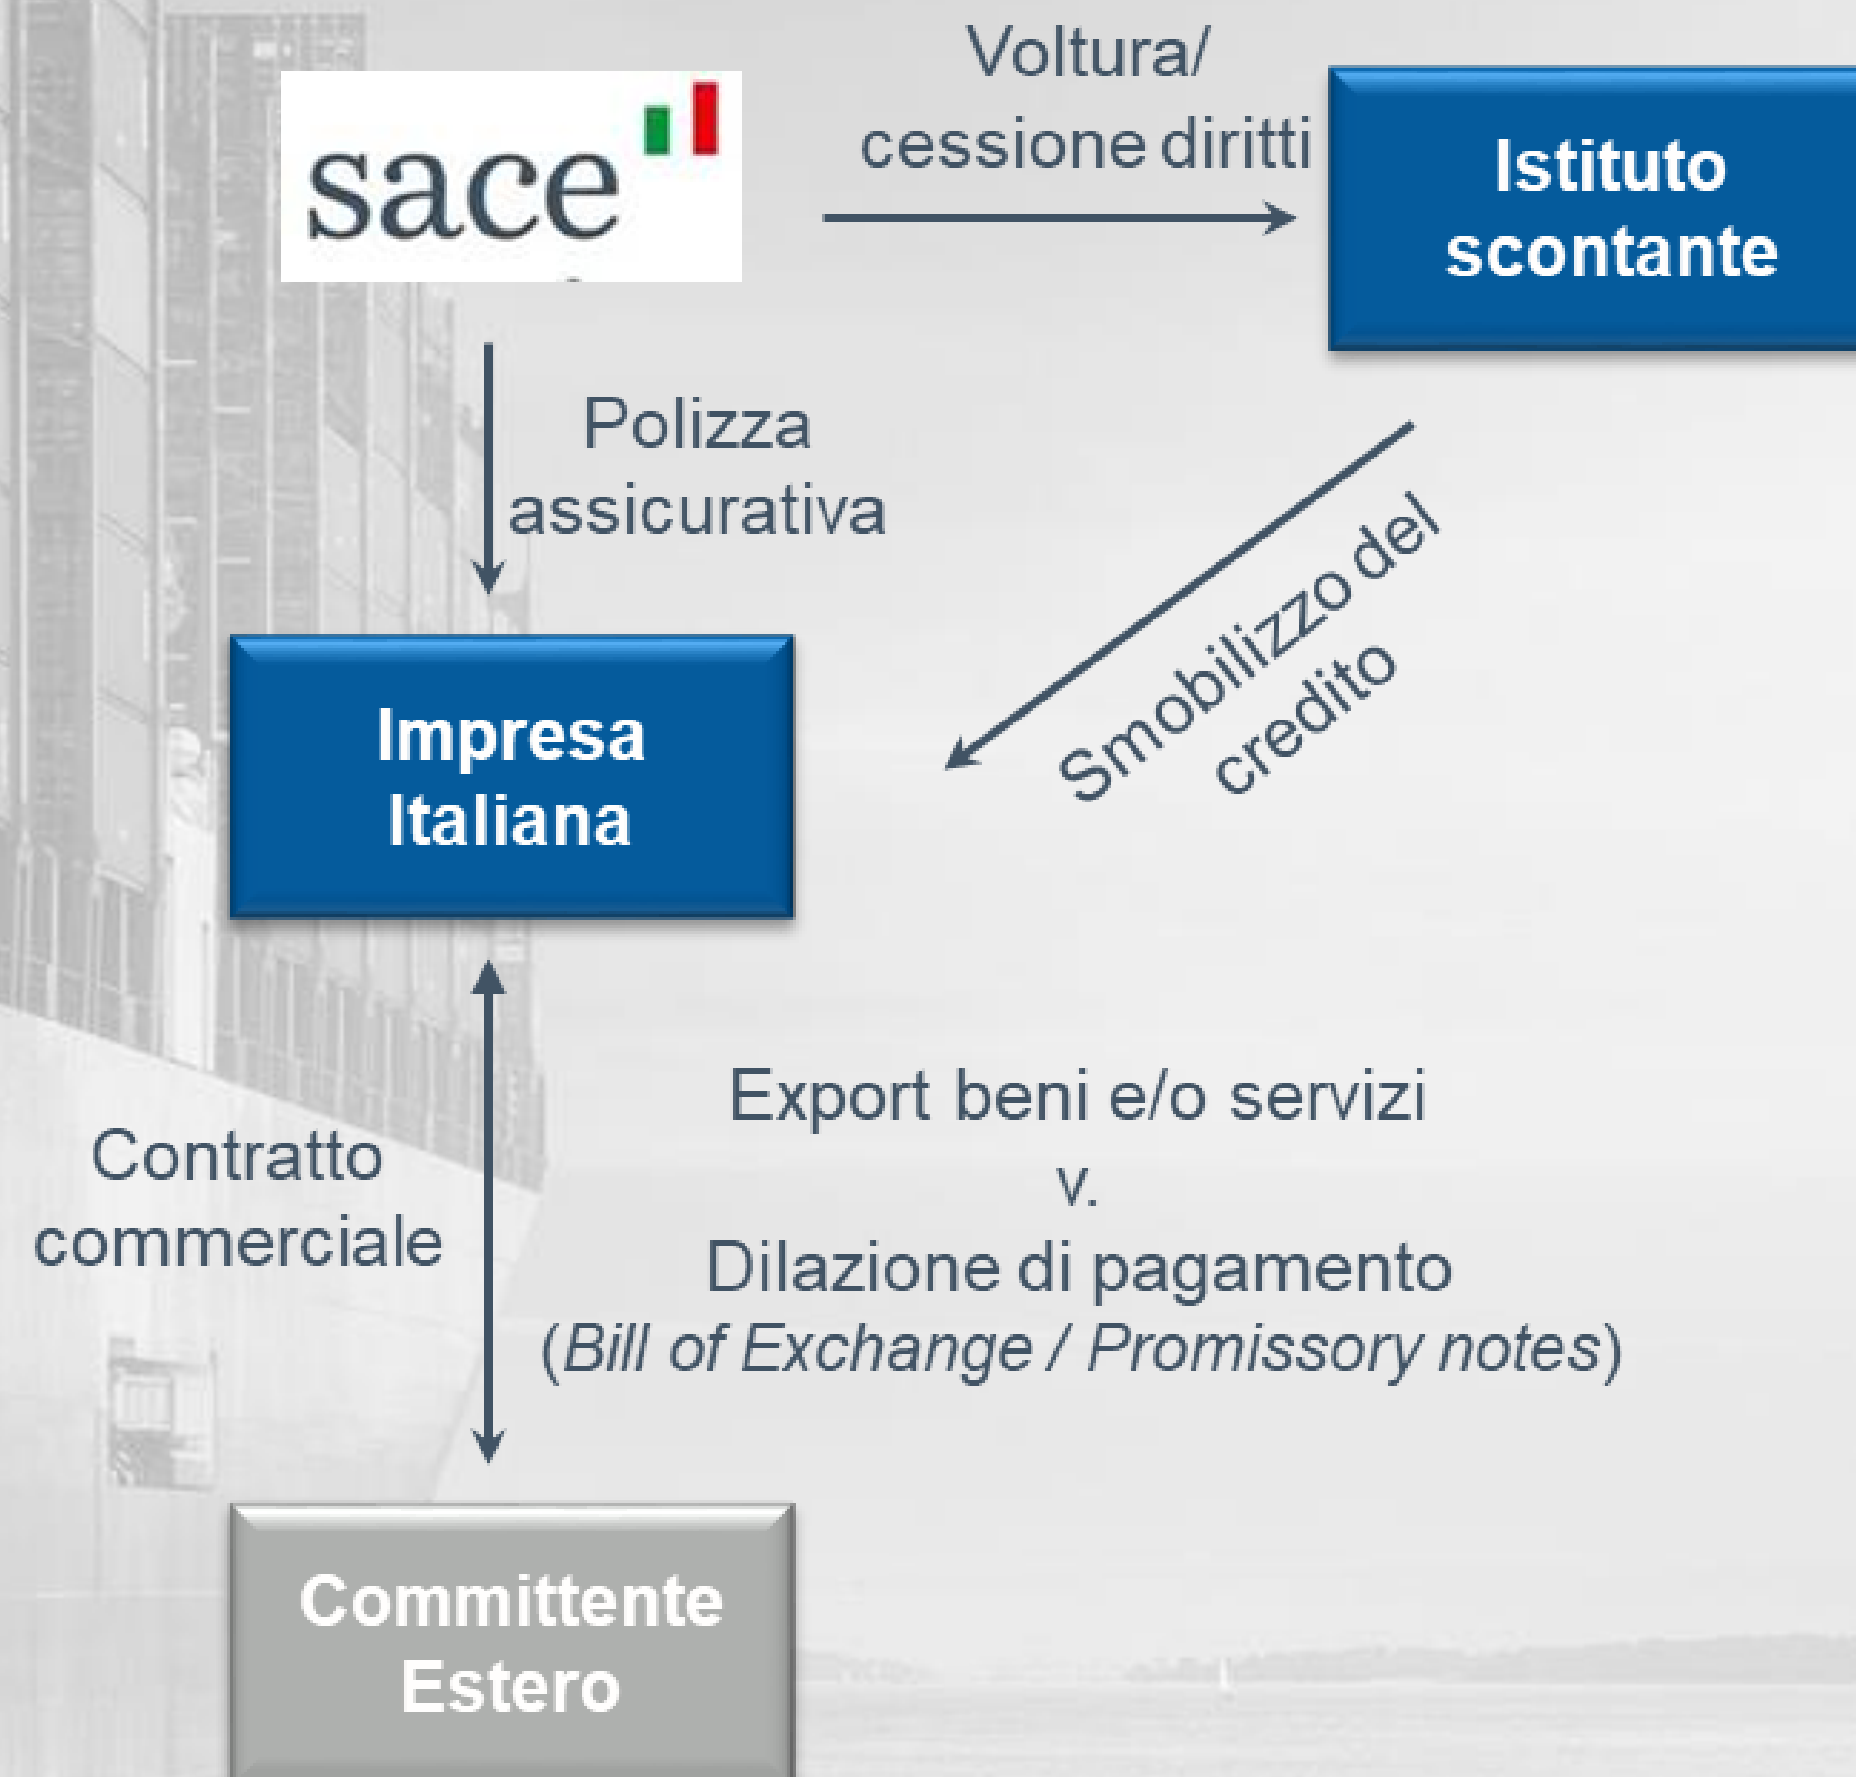 Voltura/
cessione diritti
sace
Istituto
scontante
Polizza
assicurativa
Smobilizzo del
credito
Impresa
Italiana
Contratto
commerciale
Export beni e/o servizi
v.
Dilazione di pagamento
(Bill of Exchange / Promissory notes)
Committente
Estero